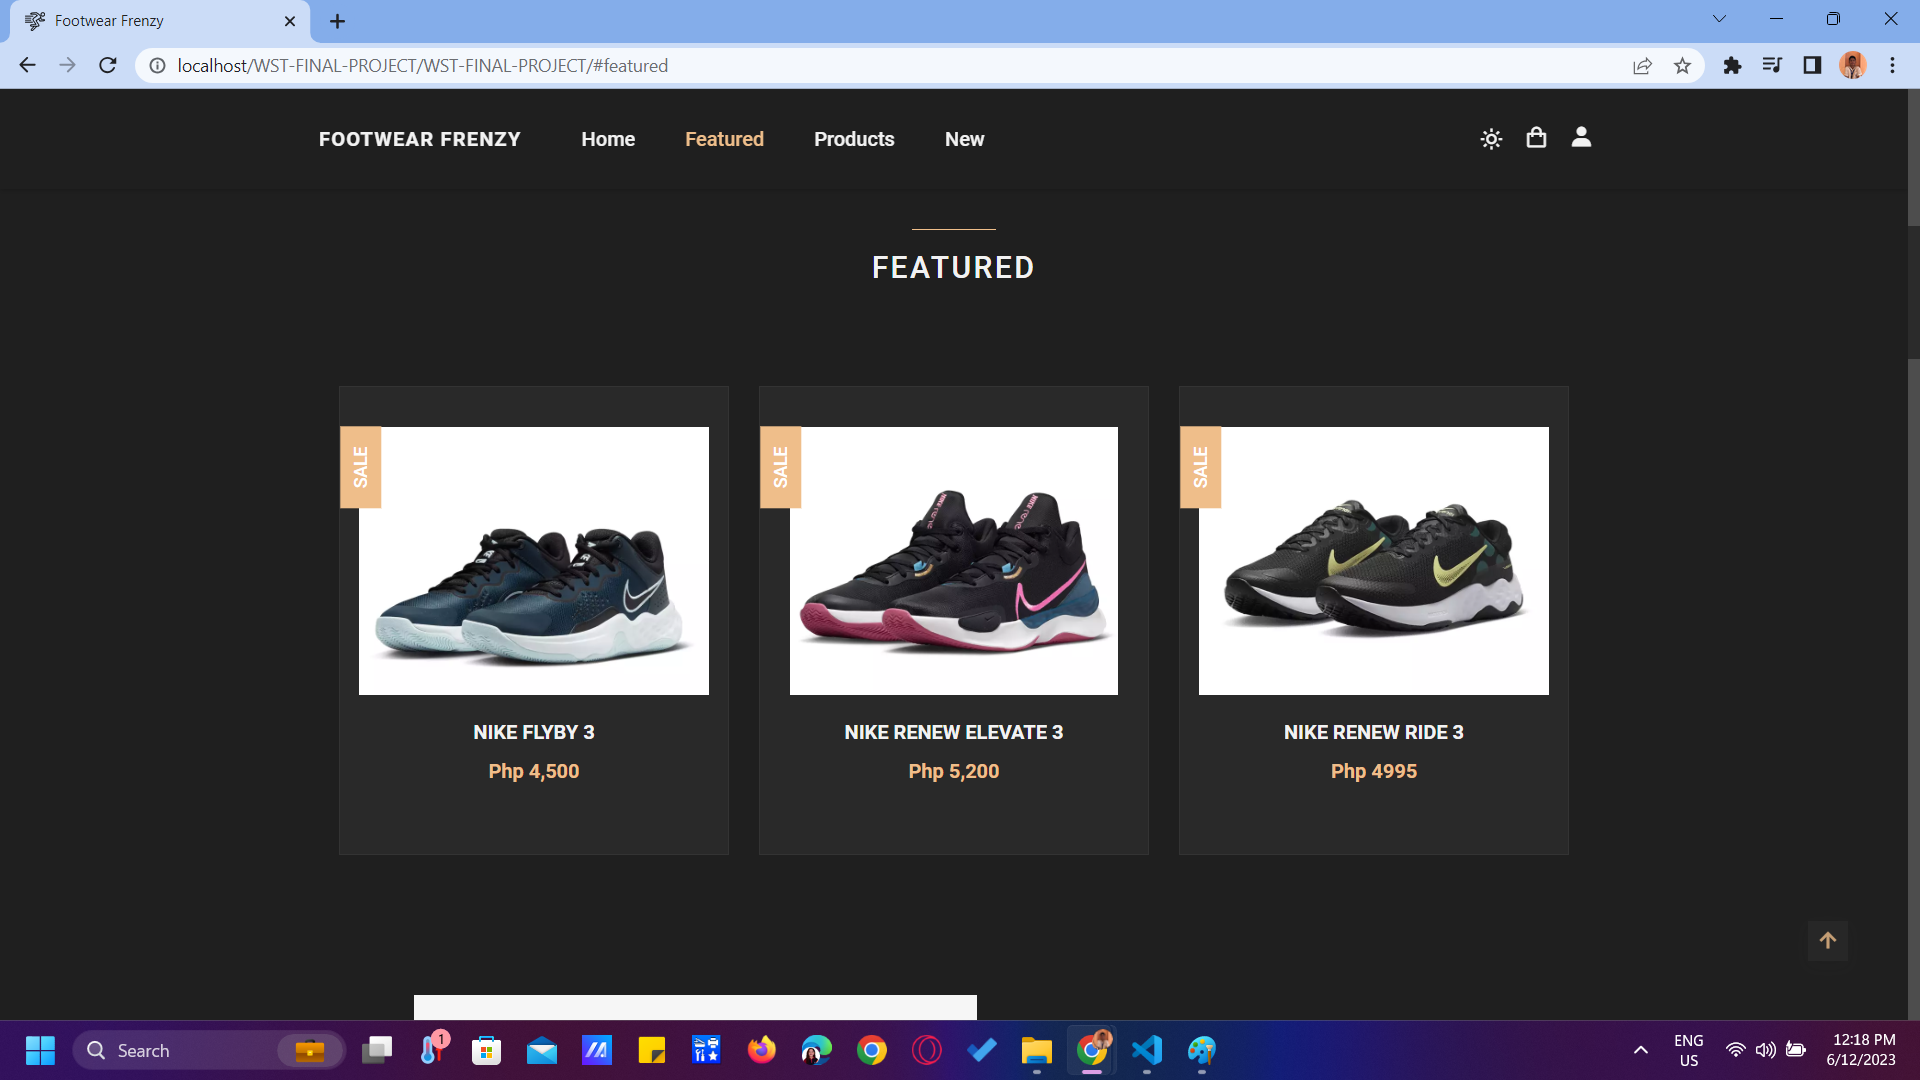 Footwear Frenzy
localhost/WST-FINAL-PROJECT/WST-FINAL-PROJECT/#featured
FOOTWEAR FRENZY Home Featured Products New
FEATURED
SALE SALE SALE
NIKE FLYBY 3 NIKE RENEW ELEVATE 3 NIKE RENEW RIDE 3
Php 4,500 Php 5,200 Php 4995
Search 1 ENG 12:18 PM
US 6/12/2023